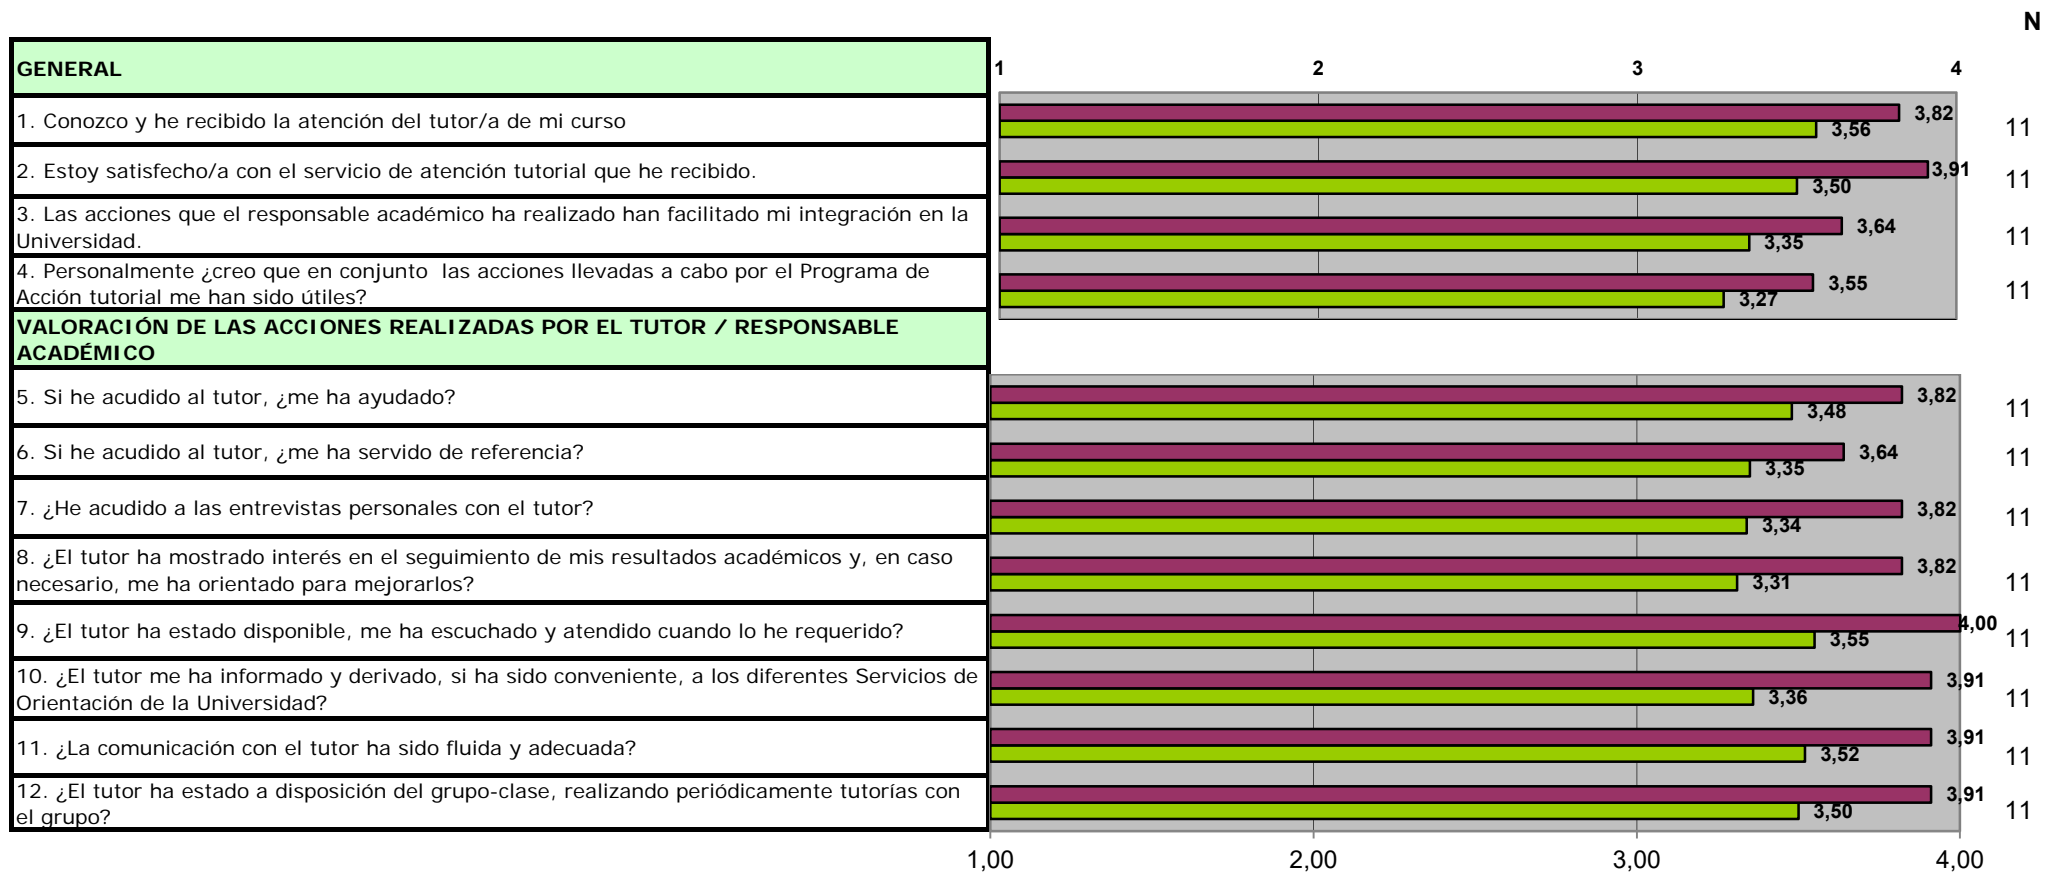 N
GENERAL 1 2 3 4
1. Conozco y he recibido la atención del tutor/a de mi curso
3,82
3,56
11
2. Estoy satisfecho/a con el servicio de atención tutorial que he recibido.
3,91
3,50
11
3. Las acciones que el responsable académico ha realizado han facilitado mi integración en la
Universidad.
3,64
3,35
11
4. Personalmente ¿creo que en conjunto  las acciones llevadas a cabo por el Programa de
Acción tutorial me han sido útiles?
3,55
3,27
11
VALORACIÓN DE LAS ACCIONES REALIZADAS POR EL TUTOR / RESPONSABLE
ACADÉMICO
5. Si he acudido al tutor, ¿me ha ayudado?
3,82
3,48
11
6. Si he acudido al tutor, ¿me ha servido de referencia?
3,64
3,35
11
7. ¿He acudido a las entrevistas personales con el tutor?
3,82
3,34
11
8. ¿El tutor ha mostrado interés en el seguimiento de mis resultados académicos y, en caso
necesario, me ha orientado para mejorarlos?
3,82
3,31
11
9. ¿El tutor ha estado disponible, me ha escuchado y atendido cuando lo he requerido?
4,00
3,55
11
10. ¿El tutor me ha informado y derivado, si ha sido conveniente, a los diferentes Servicios de
Orientación de la Universidad?
3,91
3,36
11
11. ¿La comunicación con el tutor ha sido fluida y adecuada?
3,91
3,52
11
12. ¿El tutor ha estado a disposición del grupo-clase, realizando periódicamente tutorías con
el grupo?
3,91
3,50
11
1,00 2,00 3,00 4,00